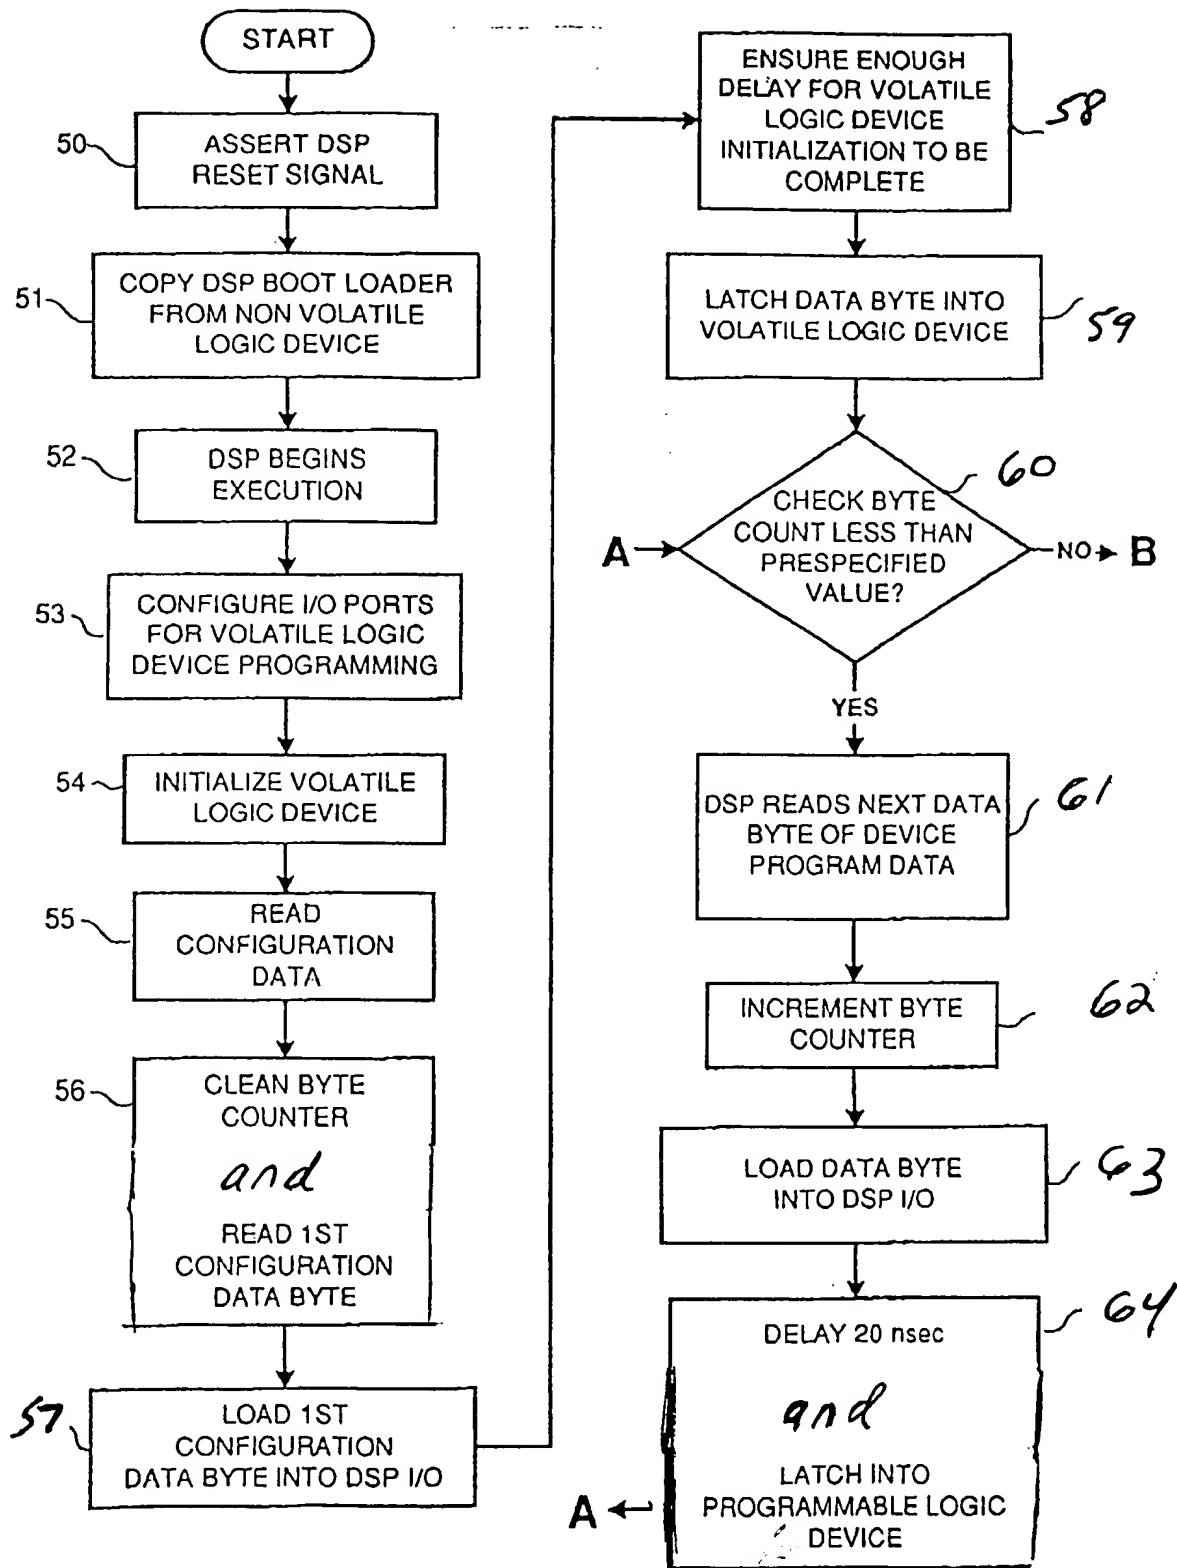 START
50
ASSERT DSP
RESET SIGNAL
51
COPY DSP BOOT LOADER
FROM NON VOLATILE
LOGIC DEVICE
52
DSP BEGINS
EXECUTION
53
CONFIGURE I/O PORTS
FOR VOLATILE LOGIC
DEVICE PROGRAMMING
54
INITIALIZE VOLATILE
LOGIC DEVICE
55
READ
CONFIGURATION
DATA
56
CLEAN BYTE
COUNTER
and
READ 1ST
CONFIGURATION
DATA BYTE
57
LOAD 1ST
CONFIGURATION
DATA BYTE INTO DSP I/O
ENSURE ENOUGH
DELAY FOR VOLATILE
LOGIC DEVICE
INITIALIZATION TO BE
COMPLETE
58
LATCH DATA BYTE INTO
VOLATILE LOGIC DEVICE
59
60
CHECK BYTE
COUNT LESS THAN
PRESPECIFIED
VALUE?
A
NO
B
YES
DSP READS NEXT DATA
BYTE OF DEVICE
PROGRAM DATA
61
INCREMENT BYTE
COUNTER
62
LOAD DATA BYTE
INTO DSP I/O
63
DELAY 20 nsec
and
LATCH INTO
PROGRAMMABLE LOGIC
DEVICE
64
A